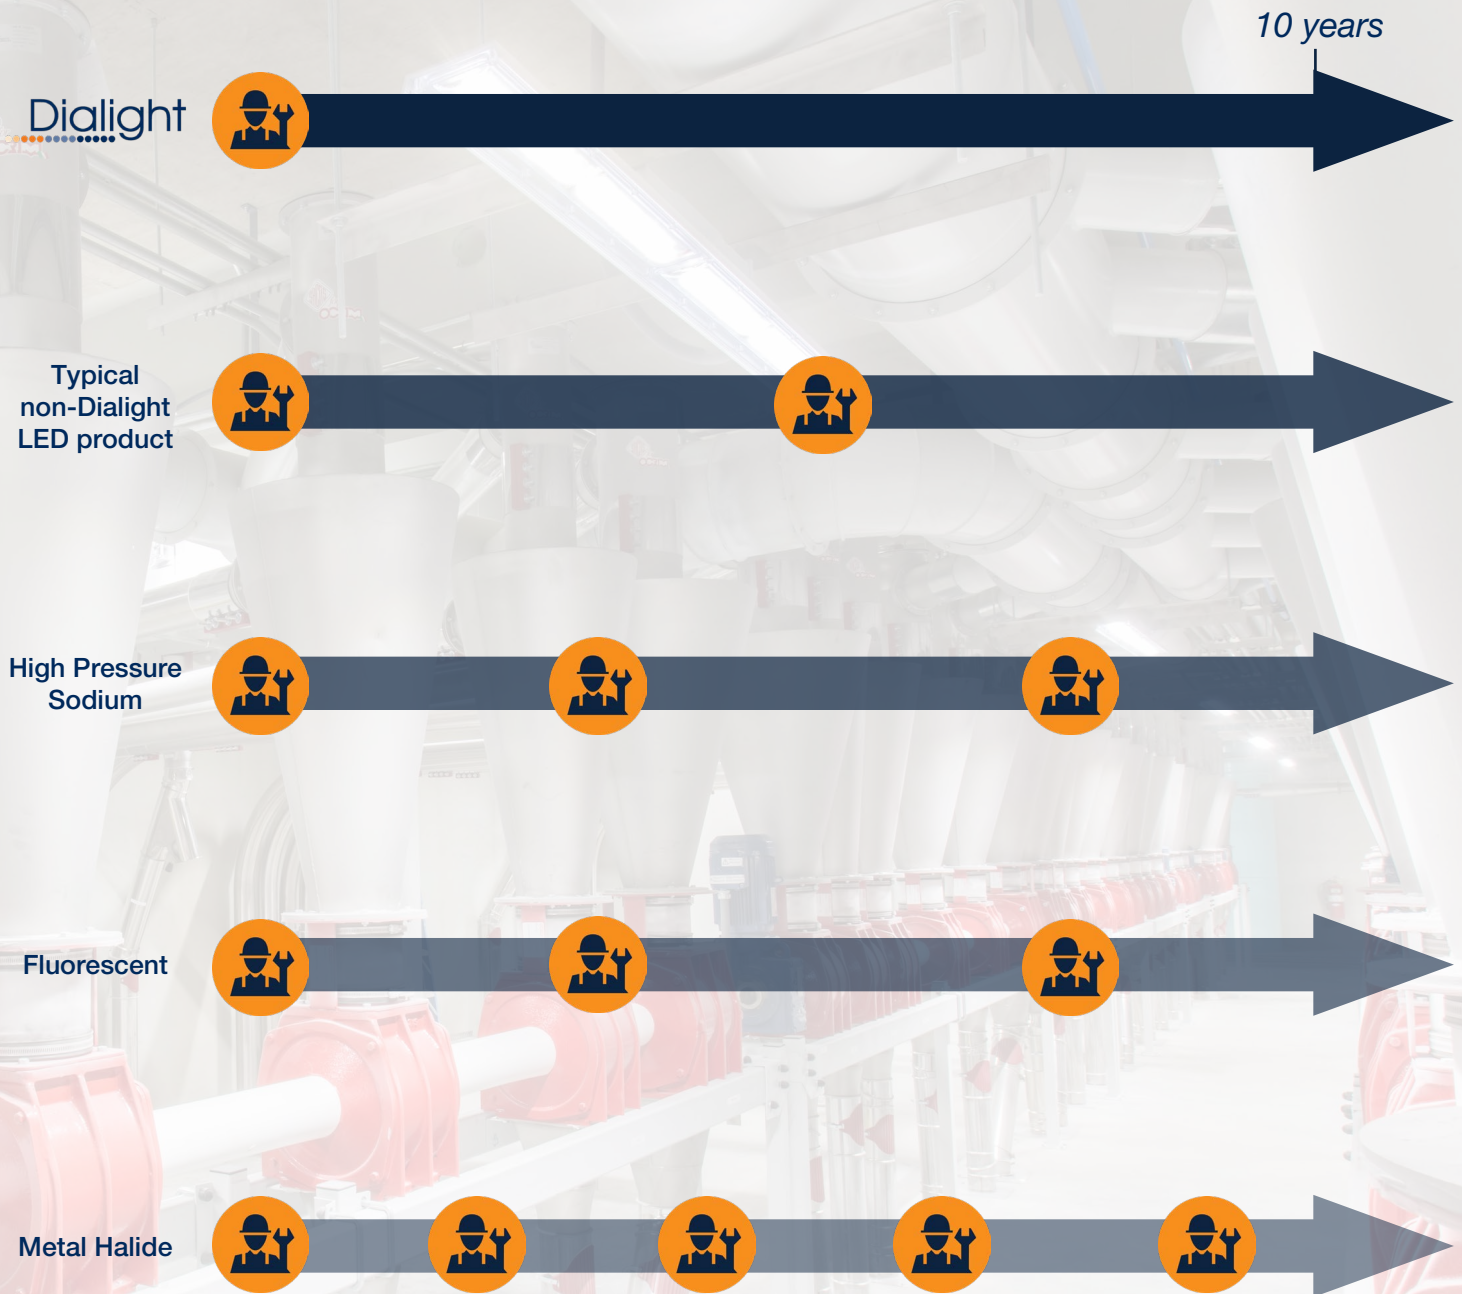 10 years
Dialight
Typical
non-Dialight
LED product
High Pressure
Sodium
Fluorescent
Metal Halide